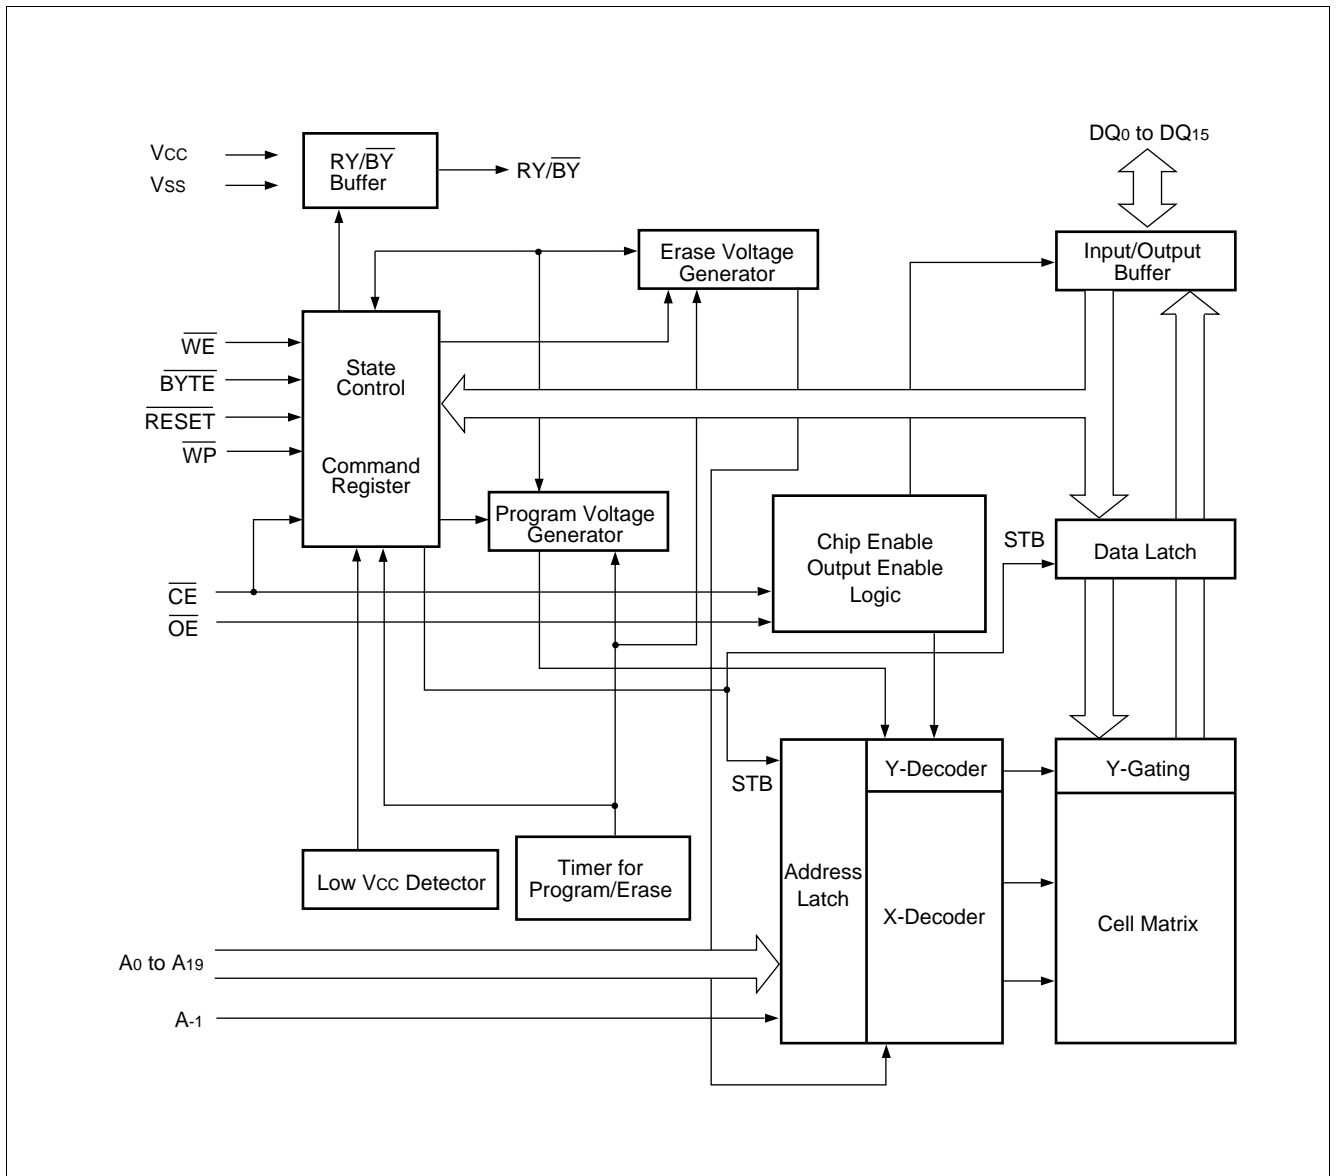 VCC
VSS
RY/BY
Buffer
RY/BY
DQ0 to DQ15
Erase Voltage
Generator
Input/Output
Buffer
WE
BYTE
RESET
WP
State
Control
Command
Register
Program Voltage
Generator
Chip Enable
Output Enable
Logic
STB
Data Latch
CE
OE
STB
Y-Decoder
Y-Gating
Low VCC Detector
Timer for
Program/Erase
Address
Latch
X-Decoder
Cell Matrix
A0 to A19
A-1